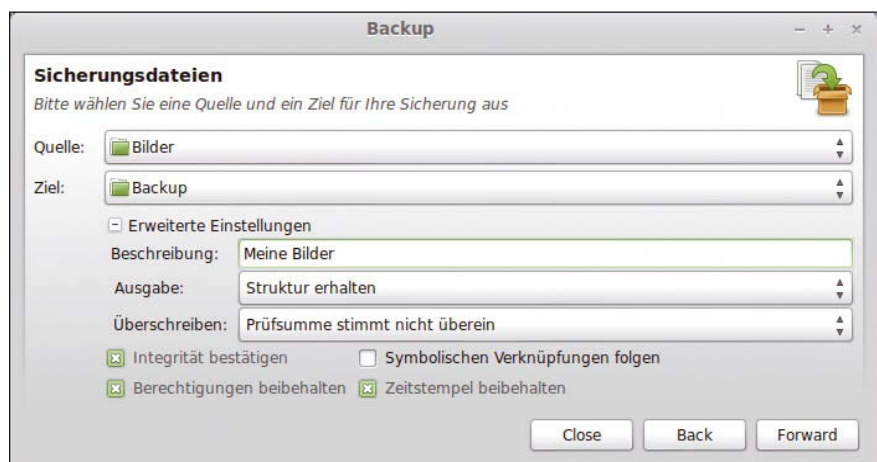 Backup
Sicherungsdateien
Bitte wählen Sie eine Quelle und ein Ziel für Ihre Sicherung aus
Quelle: Bilder
Ziel: Backup
Erweiterte Einstellungen
Beschreibung: Meine Bilder
Ausgabe: Struktur erhalten
Überschreiben: Prüfsumme stimmt nicht überein
Integrität bestätigen Symbolischen Verknüpfungen folgen
Berechtigungen beibehalten Zeitstempel beibehalten
Close Back Forward